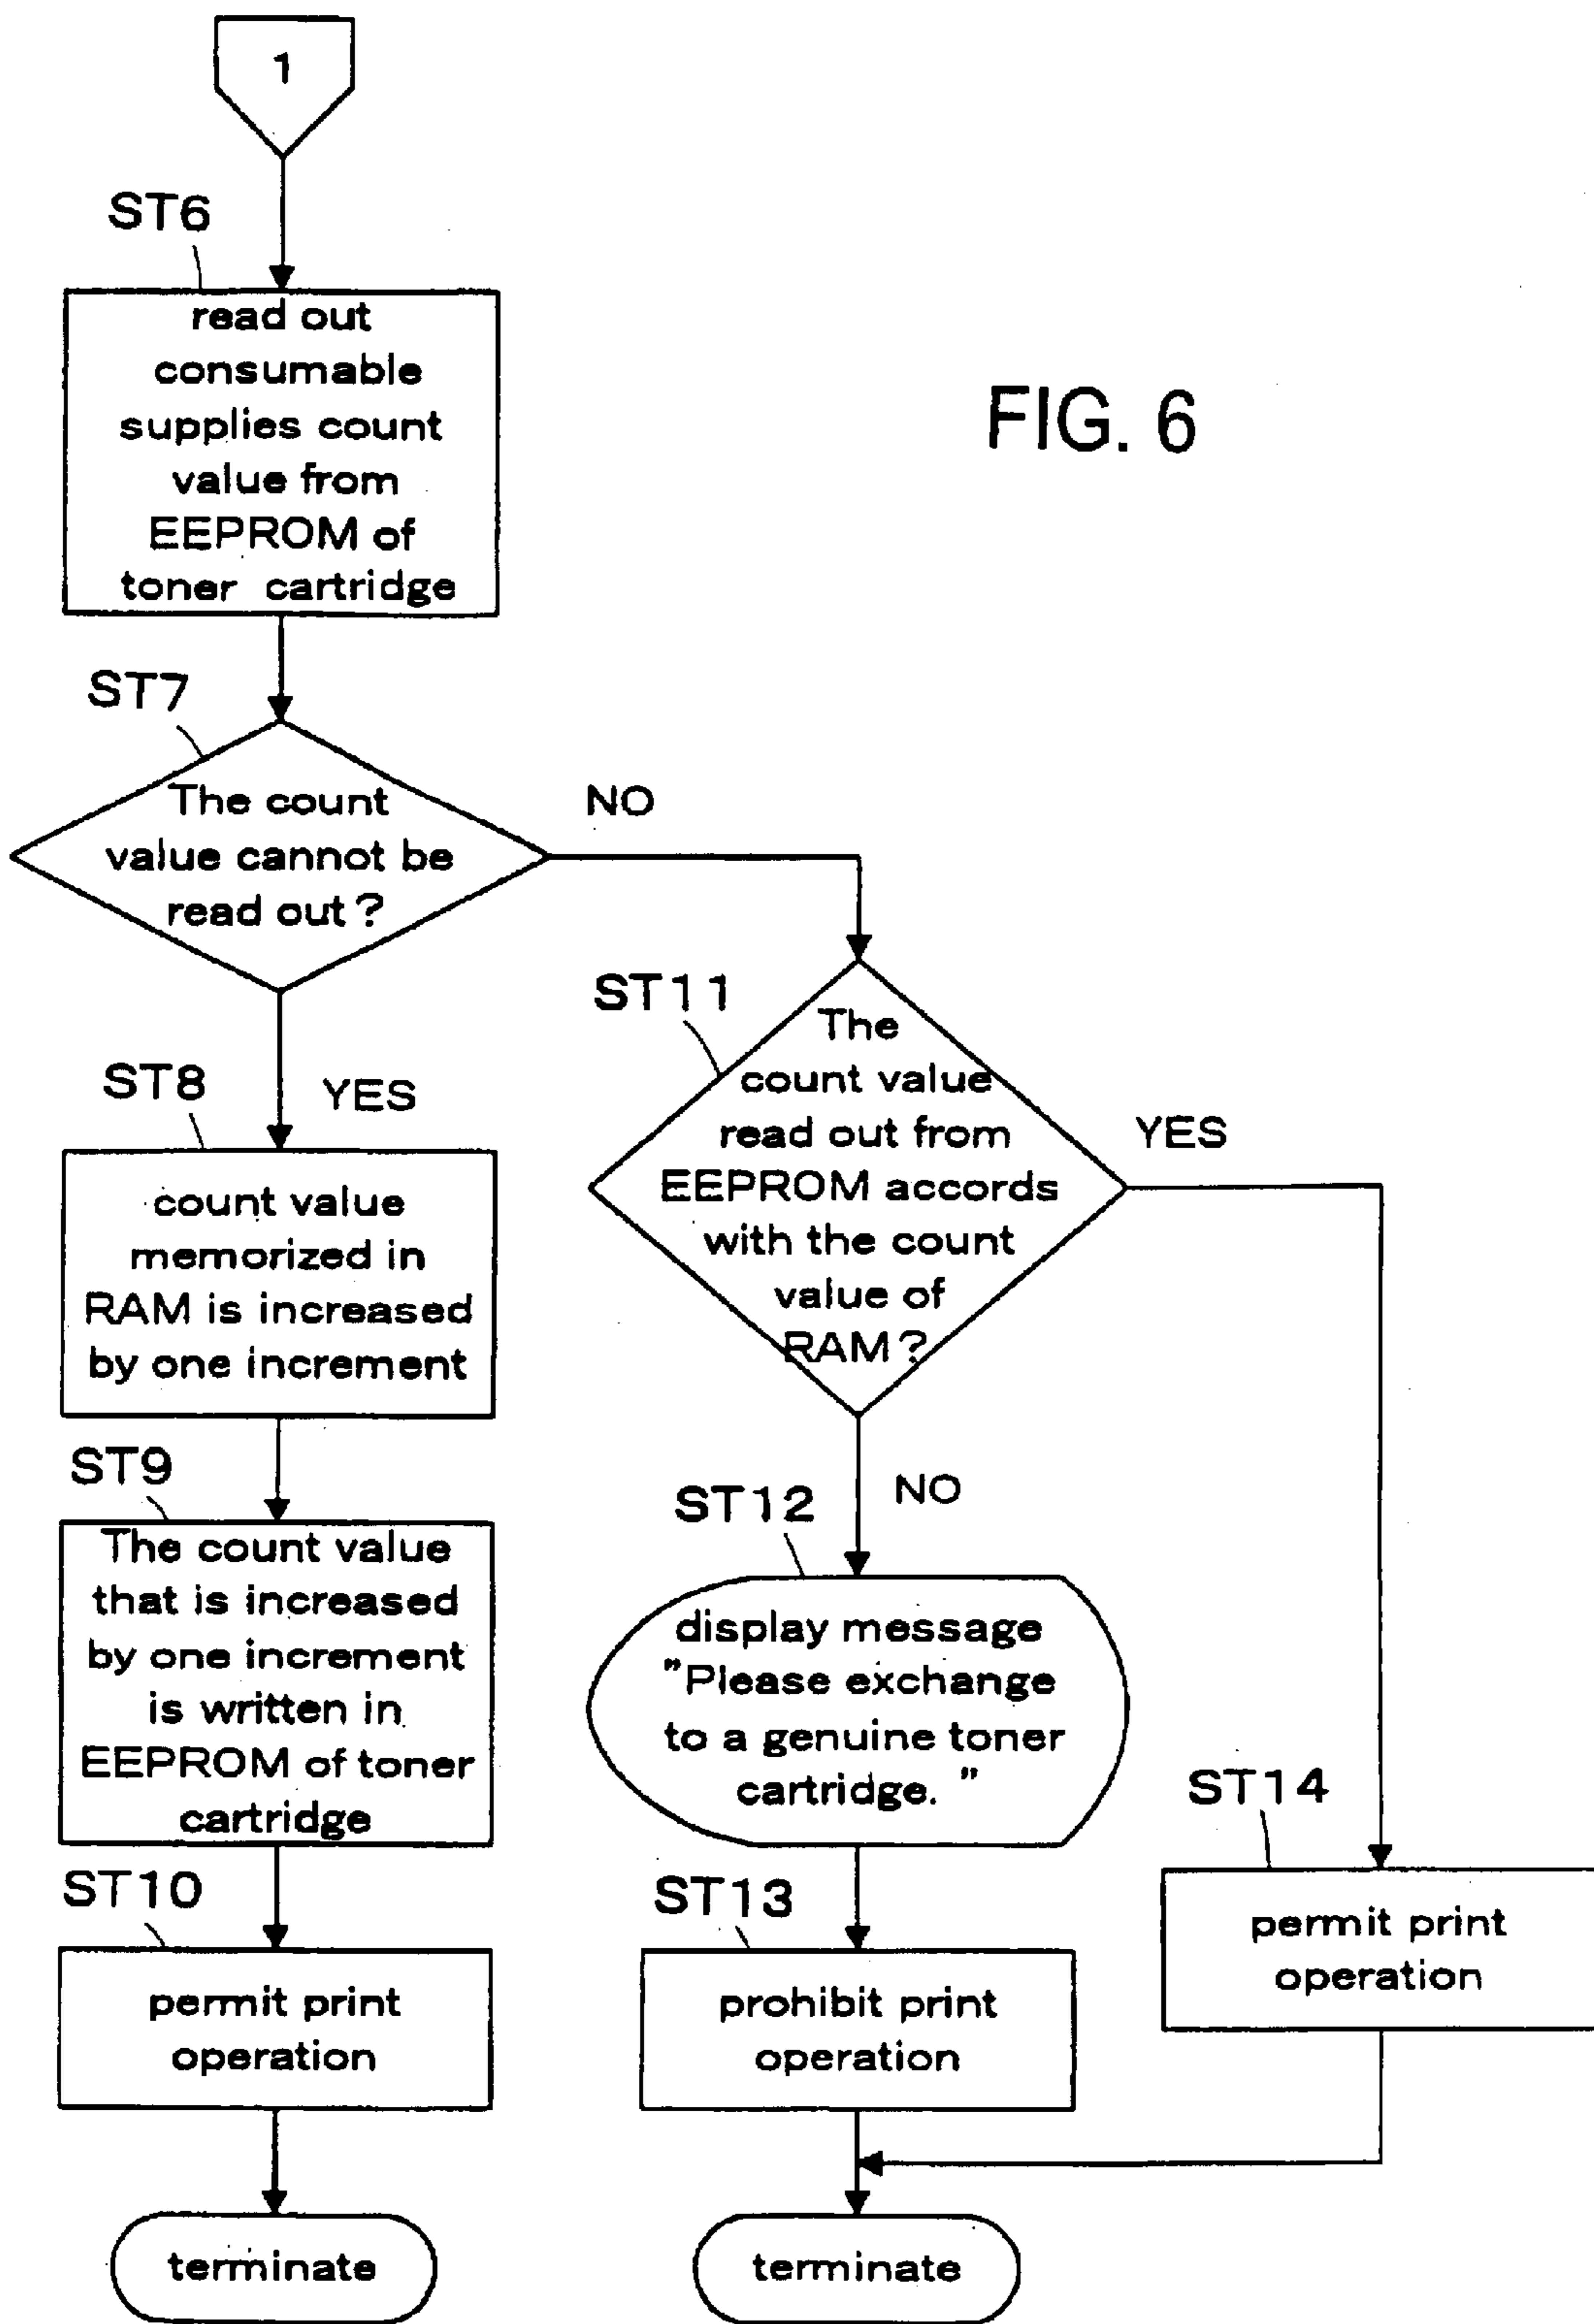 1
ST6
read out
consumable
supplies count
value from
EEPROM of
toner cartridge
FIG. 6
ST7
The count
value cannot be
read out?
NO
YES
ST8
count value
memorized in
RAM is increased
by one increment
ST9
The count value
that is increased
by one increment
is written in
EEPROM of toner
cartridge
ST10
permit print
operation
terminate
ST11
The
count value
read out from
EEPROM accords
with the count
value of
RAM?
YES
NO
ST12
display message
"Please exchange
to a genuine toner
cartridge. "
ST13
prohibit print
operation
ST14
permit print
operation
terminate